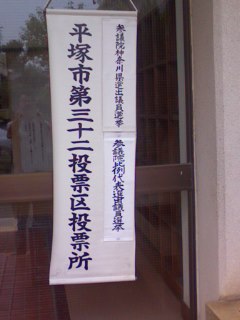 参議院神奈川県選出議員選挙
参議院比例代表選出議員選挙
平塚市第三十二投票区投票所